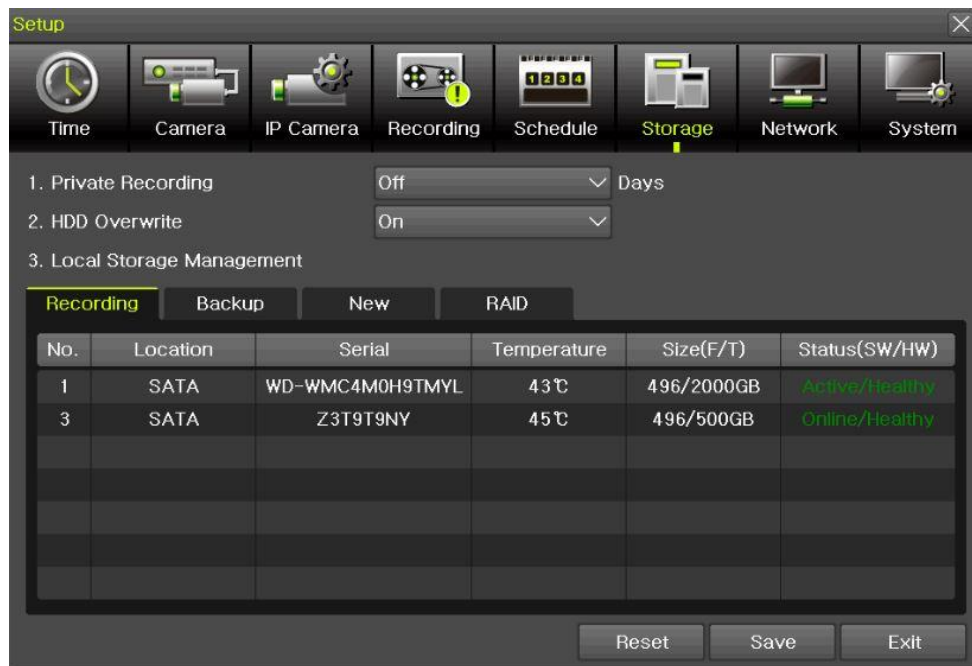 Setup
Time Camera IP Camera Recording Schedule Storage Network System
1. Private Recording Off Days
2. HDD Overwrite On
3. Local Storage Management
Recording Backup New RAID
No. Location Serial Temperature Size(F/T) Status(SW/HW)
1 SATA WD-WMC4M0H9TMYL 43℃ 496/2000GB Active/Healthy
3 SATA Z3T9T9NY 45℃ 496/500GB Online/Healthy
Reset Save Exit